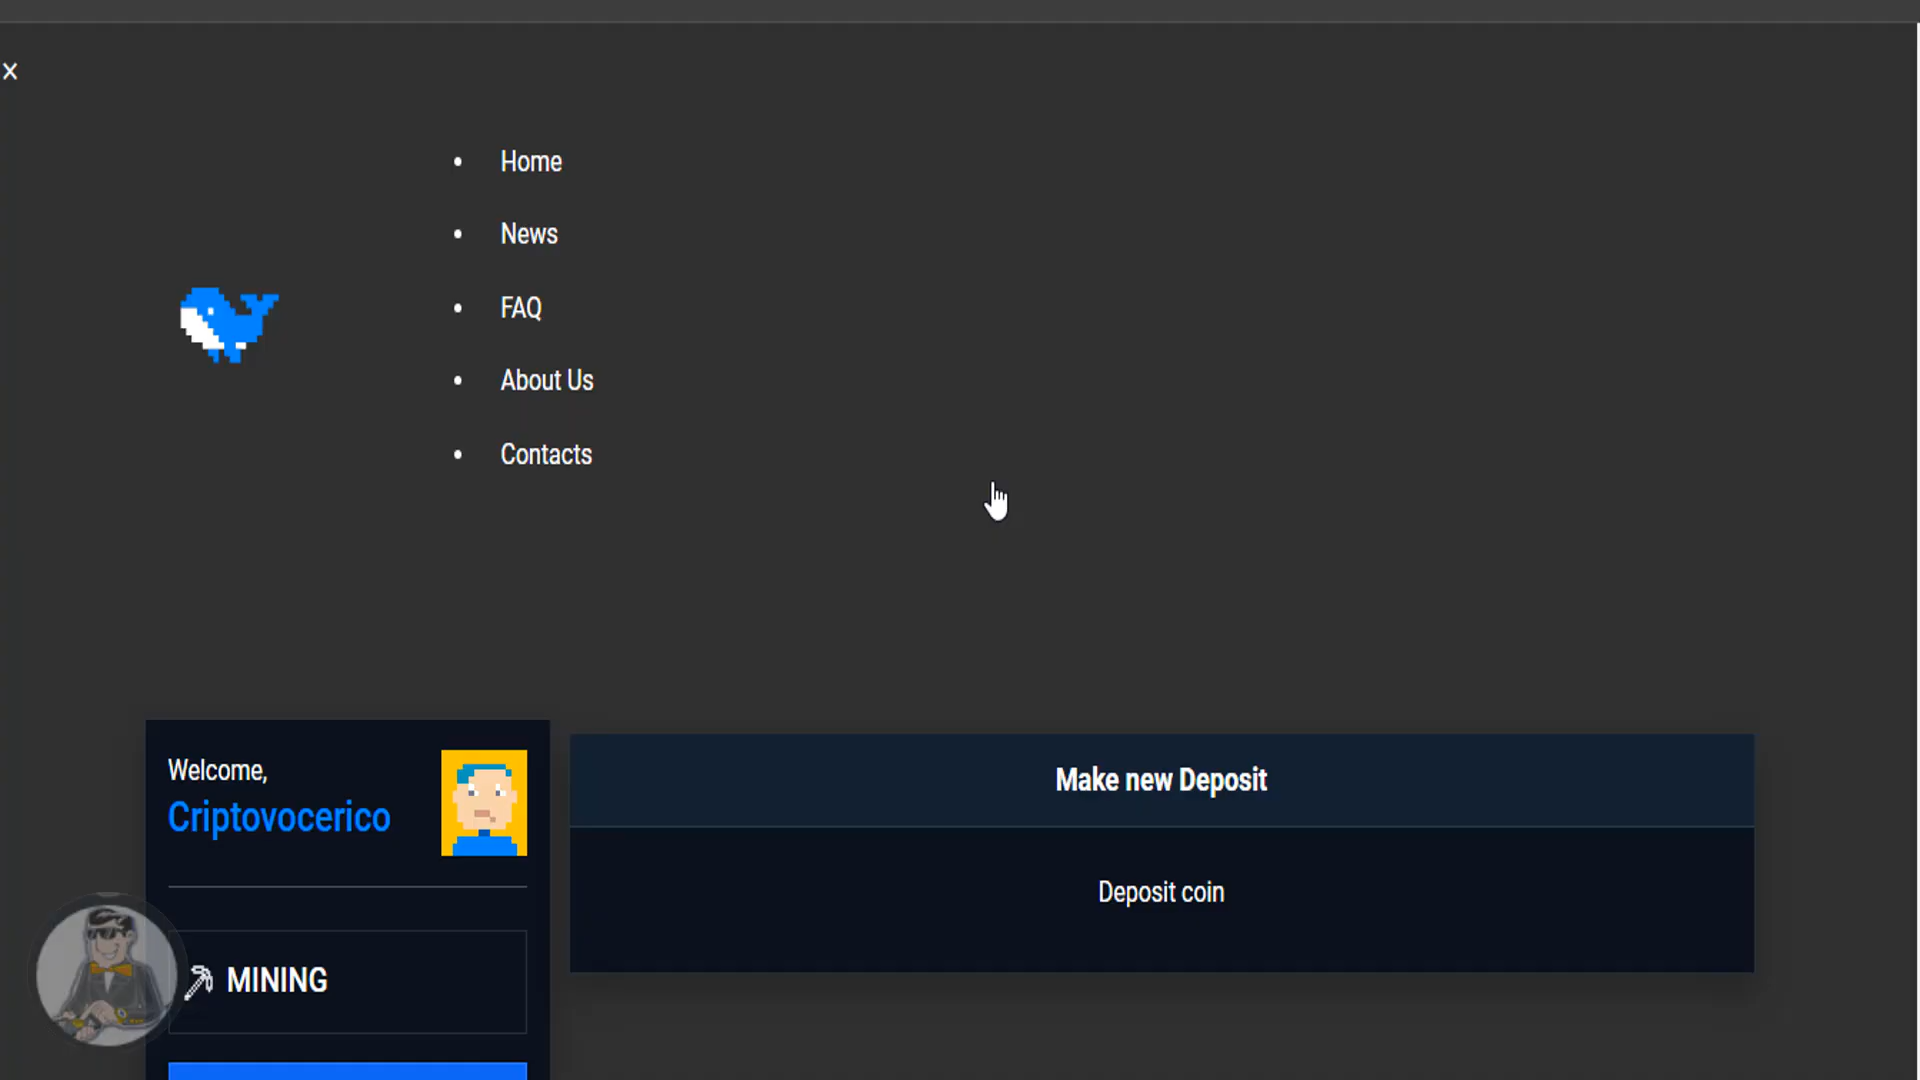 x
Home
News
FAQ
About Us
Contacts
Welcome,
Criptovocerico
MINING
Make new Deposit
Deposit coin